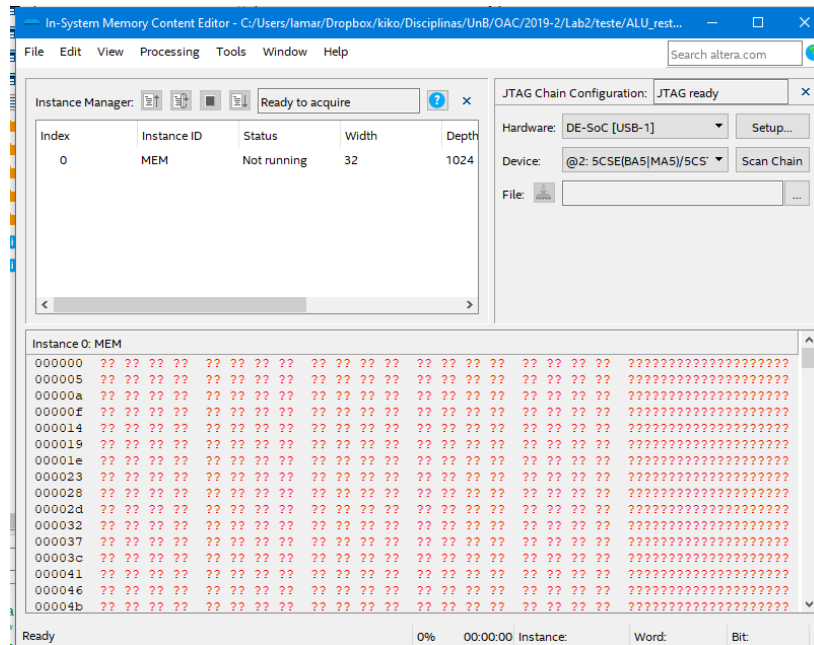 In-System Memory Content Editor - C:/Users/lamar/Dropbox/kiko/Disciplinas/UnB/OAC/2019-2/Lab2/teste/ALU_rest...
File Edit View Processing Tools Window Help
Search altera.com
Instance Manager: Ready to acquire
Index Instance ID Status Width Depth
0 MEM Not running 32 1024
JTAG Chain Configuration: JTAG ready
Hardware: DE-SoC [USB-1] Setup...
Device: @2: 5CSE(BA5|MA5)/5CS Scan Chain
File: ...
Instance 0: MEM
000000 ?? ?? ?? ?? ?? ?? ?? ?? ?? ?? ?? ?? ?? ?? ?? ?? ?? ?? ?? ?? ????????????????????
000005 ?? ?? ?? ?? ?? ?? ?? ?? ?? ?? ?? ?? ?? ?? ?? ?? ?? ?? ?? ?? ????????????????????
00000a ?? ?? ?? ?? ?? ?? ?? ?? ?? ?? ?? ?? ?? ?? ?? ?? ?? ?? ?? ?? ????????????????????
00000f ?? ?? ?? ?? ?? ?? ?? ?? ?? ?? ?? ?? ?? ?? ?? ?? ?? ?? ?? ?? ????????????????????
000014 ?? ?? ?? ?? ?? ?? ?? ?? ?? ?? ?? ?? ?? ?? ?? ?? ?? ?? ?? ?? ????????????????????
000019 ?? ?? ?? ?? ?? ?? ?? ?? ?? ?? ?? ?? ?? ?? ?? ?? ?? ?? ?? ?? ????????????????????
00001e ?? ?? ?? ?? ?? ?? ?? ?? ?? ?? ?? ?? ?? ?? ?? ?? ?? ?? ?? ?? ????????????????????
000023 ?? ?? ?? ?? ?? ?? ?? ?? ?? ?? ?? ?? ?? ?? ?? ?? ?? ?? ?? ?? ????????????????????
000028 ?? ?? ?? ?? ?? ?? ?? ?? ?? ?? ?? ?? ?? ?? ?? ?? ?? ?? ?? ?? ????????????????????
00002d ?? ?? ?? ?? ?? ?? ?? ?? ?? ?? ?? ?? ?? ?? ?? ?? ?? ?? ?? ?? ????????????????????
000032 ?? ?? ?? ?? ?? ?? ?? ?? ?? ?? ?? ?? ?? ?? ?? ?? ?? ?? ?? ?? ????????????????????
000037 ?? ?? ?? ?? ?? ?? ?? ?? ?? ?? ?? ?? ?? ?? ?? ?? ?? ?? ?? ?? ????????????????????
00003c ?? ?? ?? ?? ?? ?? ?? ?? ?? ?? ?? ?? ?? ?? ?? ?? ?? ?? ?? ?? ????????????????????
000041 ?? ?? ?? ?? ?? ?? ?? ?? ?? ?? ?? ?? ?? ?? ?? ?? ?? ?? ?? ?? ????????????????????
000046 ?? ?? ?? ?? ?? ?? ?? ?? ?? ?? ?? ?? ?? ?? ?? ?? ?? ?? ?? ?? ????????????????????
00004b ?? ?? ?? ?? ?? ?? ?? ?? ?? ?? ?? ?? ?? ?? ?? ?? ?? ?? ?? ?? ????????????????????
Ready 0% 00:00:00 Instance: Word: Bit: